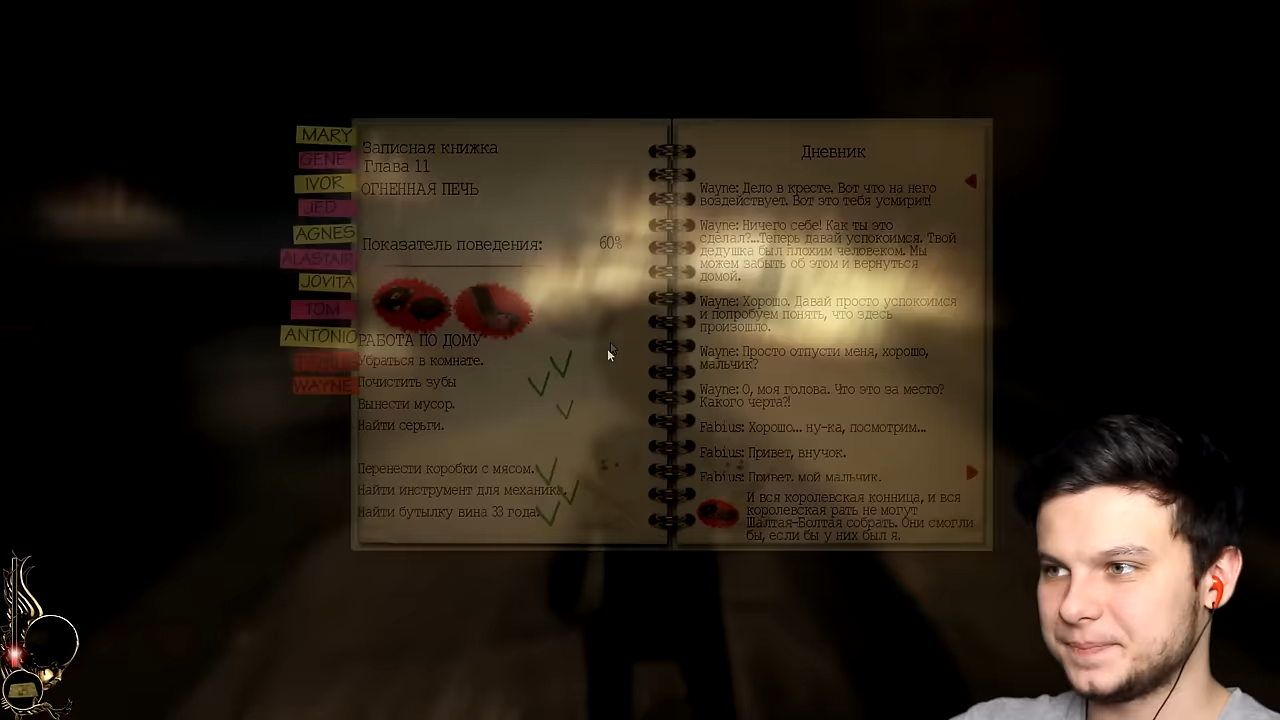 MARY
GENE
IVOR
JFD
AGNES
ALASTAIR
JOVITA
TOM
ANTONIO
WAYNE
Записная книжка
Глава 11
ОГНЕННАЯ ПЕЧЬ
Показатель поведения: 60%
РАБОТА ПО ДОМУ
Убраться в комнате.
Почистить зубы
Вынести мусор.
Найти серьги.
Перенести коробки с мясом.
Найти инструмент для механика.
Найти бутылку вина 33 года.
Дневник
Wayne: Дело в кресте. Вот что на него
воздействует. Вот это тебя усмирит!
Wayne: Ничего себе! Как ты это
сделал?...Теперь давай успокоимся. Твой
дедушка был плохим человеком. Мы
можем забыть об этом и вернуться
домой.
Wayne: Хорошо. Давай просто успокоимся
и попробуем понять, что здесь
произошло.
Wayne: Просто отпусти меня, хорошо,
мальчик?
Wayne: О, моя голова. Что это за место?
Какого черта?!
Fabius: Хорошо... ну-ка, посмотрим...
Fabius: Привет, внучок.
Fabius: Привет, мой мальчик.
И вся королевская конница, и вся
королевская рать не могут
Шалтая-Болтая собрать. Они смогли
бы, если бы у них был я.